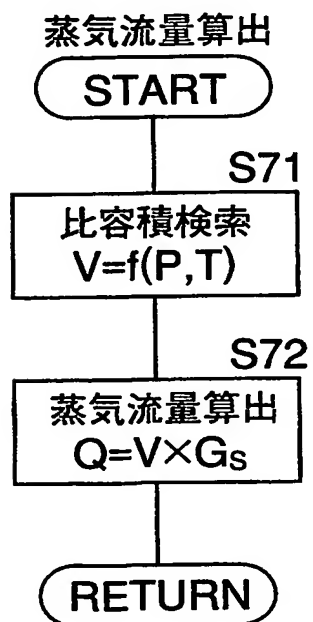 蒸気流量算出
START
S71
比容積検索
V=f(P,T)
S72
蒸気流量算出
Q=V×Gs
RETURN